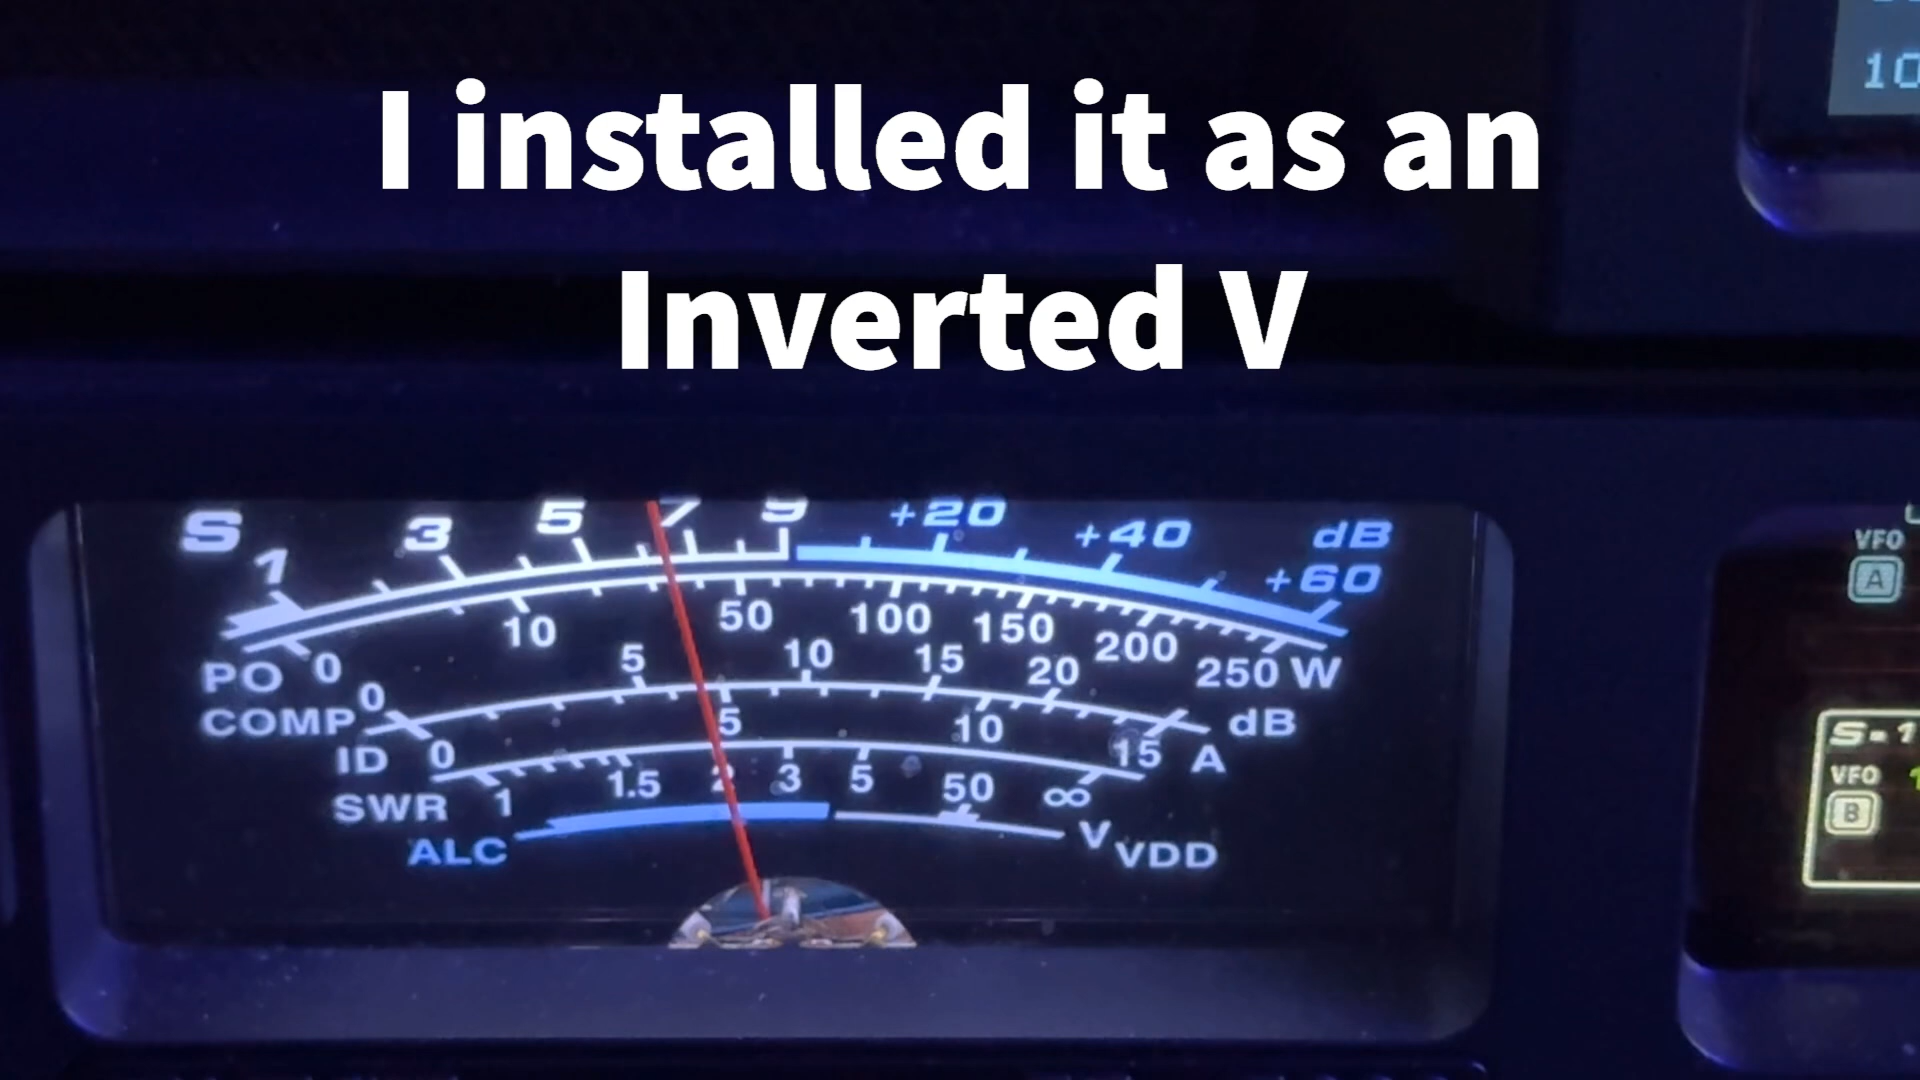 I installed it as an
Inverted V
10
S 1 3 5 7 9 +20 +40 +60 dB
PO 0 10 50 100 150 200 250 W
COMP 0 5 10 15 20 dB
ID 0 5 10 15 A
SWR 1 1.5 2 3 5 50 ∞
ALC V VDD
VFO
A
S-1
VFO
B